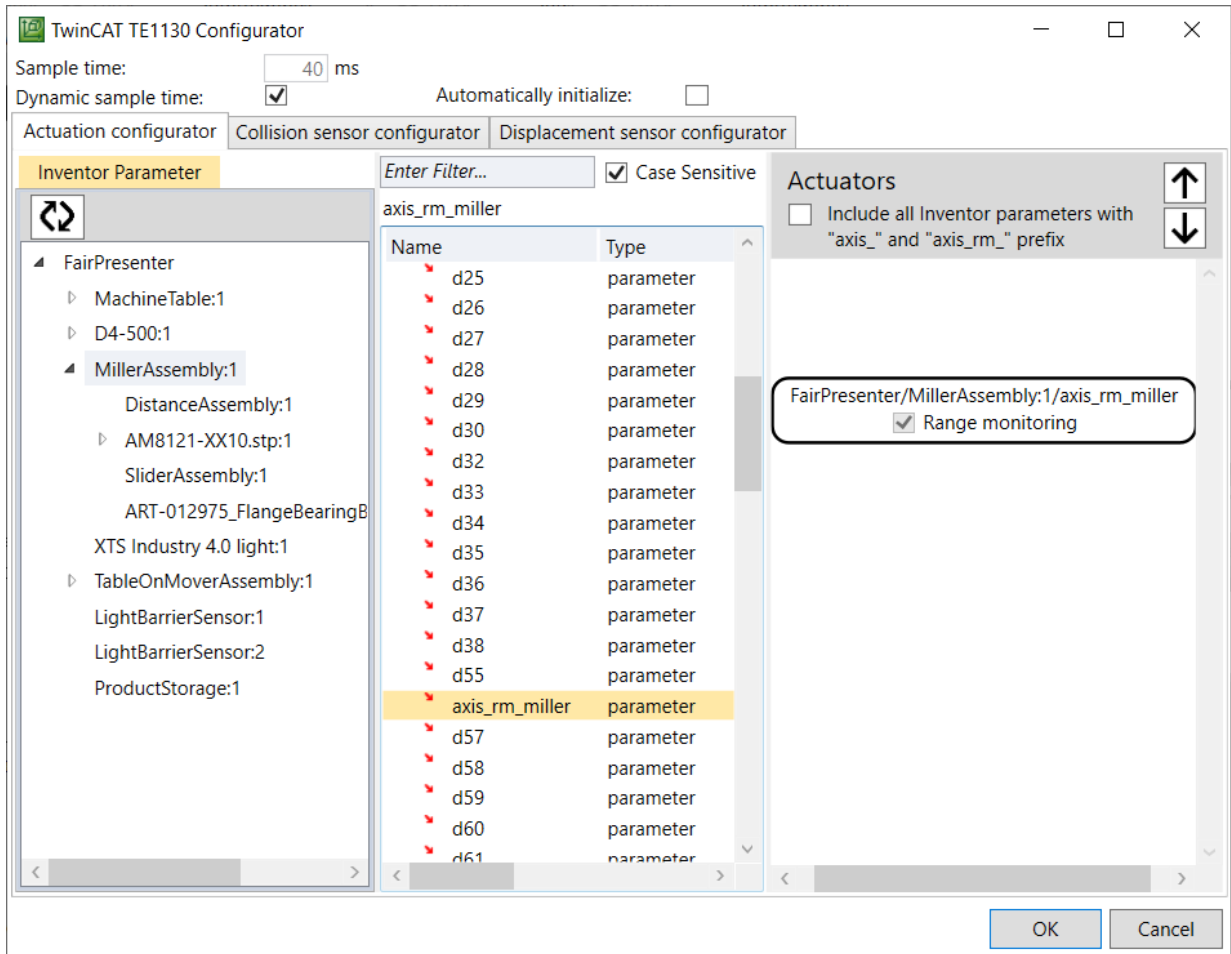 TwinCAT TE1130 Configurator
Sample time: 40 ms
Dynamic sample time: Automatically initialize:
Actuation configurator Collision sensor configurator Displacement sensor configurator
Inventor Parameter
FairPresenter
MachineTable:1
D4-500:1
MillerAssembly:1
DistanceAssembly:1
AM8121-XX10.stp:1
SliderAssembly:1
ART-012975_FlangeBearingB
XTS Industry 4.0 light:1
TableOnMoverAssembly:1
LightBarrierSensor:1
LightBarrierSensor:2
ProductStorage:1
Enter Filter... Case Sensitive
axis_rm_miller
Name Type
d25 parameter
d26 parameter
d27 parameter
d28 parameter
d29 parameter
d30 parameter
d32 parameter
d33 parameter
d34 parameter
d35 parameter
d36 parameter
d37 parameter
d38 parameter
d55 parameter
axis_rm_miller parameter
d57 parameter
d58 parameter
d59 parameter
d60 parameter
d61 parameter
Actuators
Include all Inventor parameters with
"axis_" and "axis_rm_" prefix
FairPresenter/MillerAssembly:1/axis_rm_miller
Range monitoring
OK Cancel